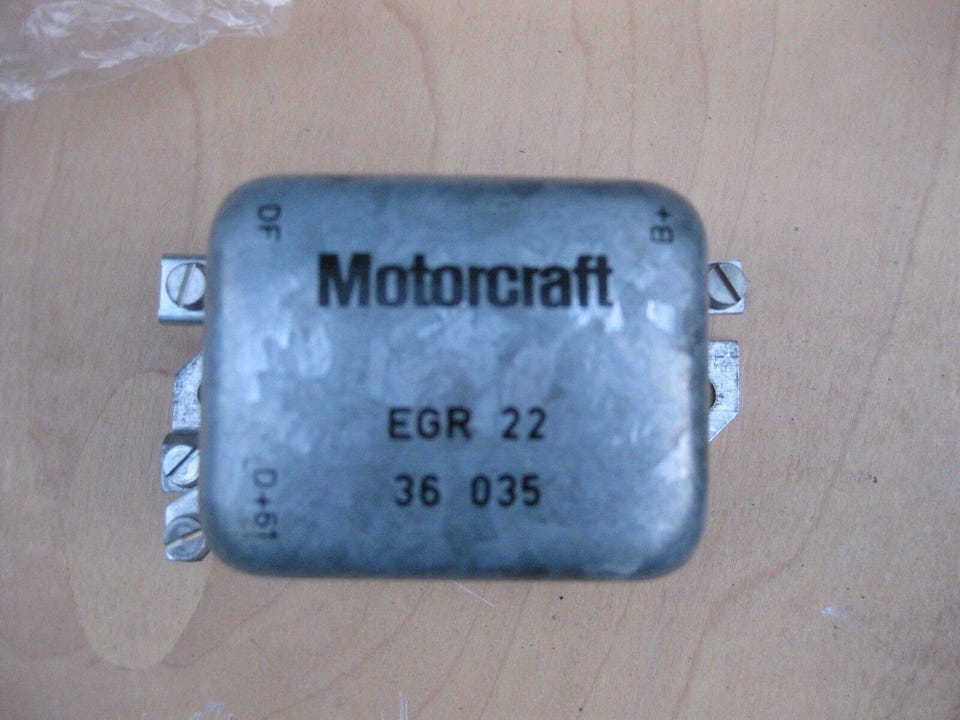 DF
B+
Motorcraft
EGR 22
36 035
D+61